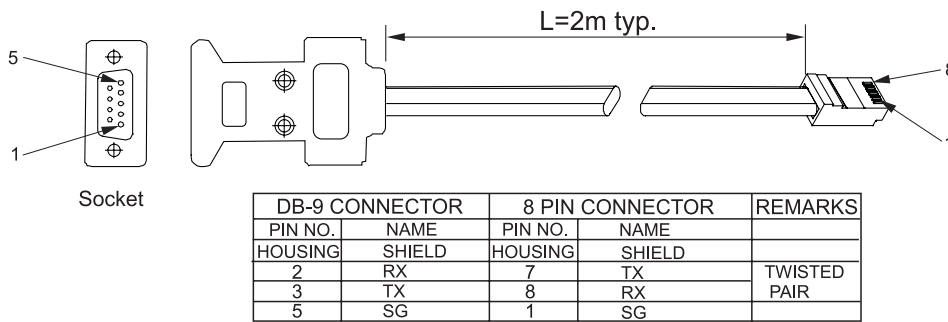 L=2m typ.
5
1
8
Socket
DB-9 CONNECTOR 8 PIN CONNECTOR REMARKS
PIN NO. NAME PIN NO. NAME
HOUSING SHIELD HOUSING SHIELD
2 RX 7 TX TWISTED
3 TX 8 RX PAIR
5 SG 1 SG